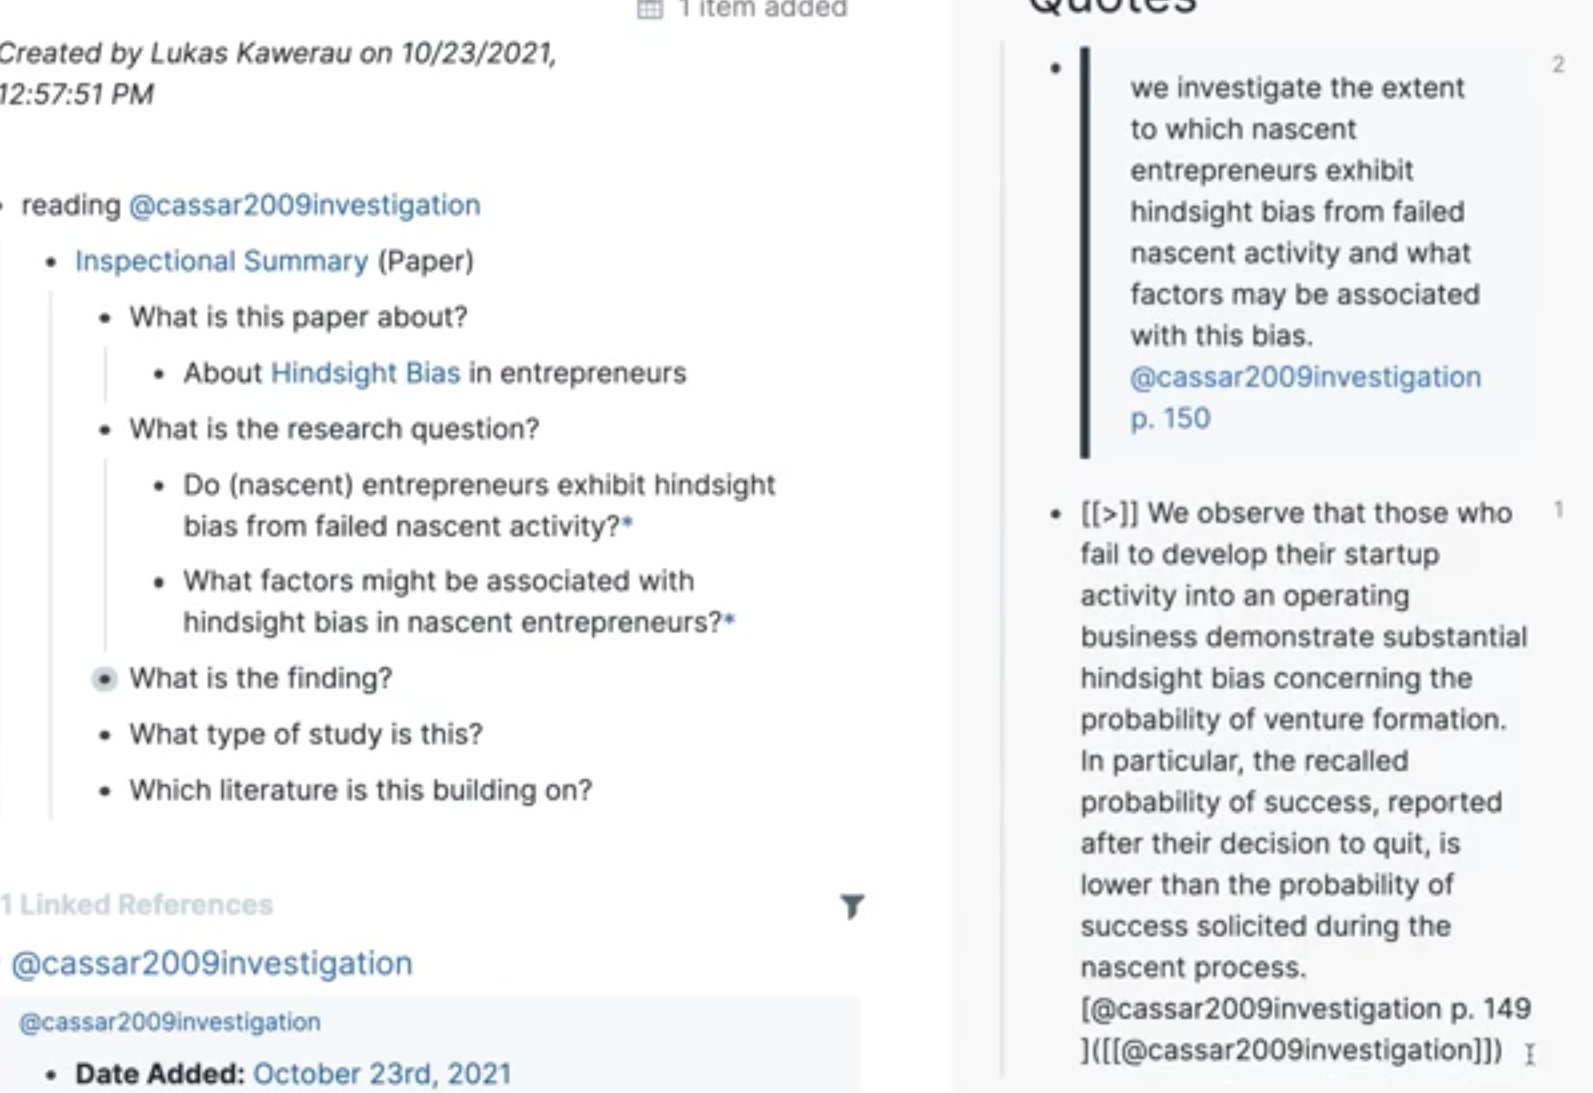 1 item added
Created by Lukas Kawerau on 10/23/2021,
12:57:51 PM
reading @cassar2009investigation
Inspectional Summary (Paper)
What is this paper about?
About Hindsight Bias in entrepreneurs
What is the research question?
Do (nascent) entrepreneurs exhibit hindsight
bias from failed nascent activity?*
What factors might be associated with
hindsight bias in nascent entrepreneurs?*
What is the finding?
What type of study is this?
Which literature is this building on?
1 Linked References
@cassar2009investigation
@cassar2009investigation
Date Added: October 23rd, 2021
Quotes
2
we investigate the extent
to which nascent
entrepreneurs exhibit
hindsight bias from failed
nascent activity and what
factors may be associated
with this bias.
@cassar2009investigation
p. 150
[[>]] We observe that those who
1
fail to develop their startup
activity into an operating
business demonstrate substantial
hindsight bias concerning the
probability of venture formation.
In particular, the recalled
probability of success, reported
after their decision to quit, is
lower than the probability of
success solicited during the
nascent process.
[@cassar2009investigation p. 149
]([[@cassar2009investigation]])